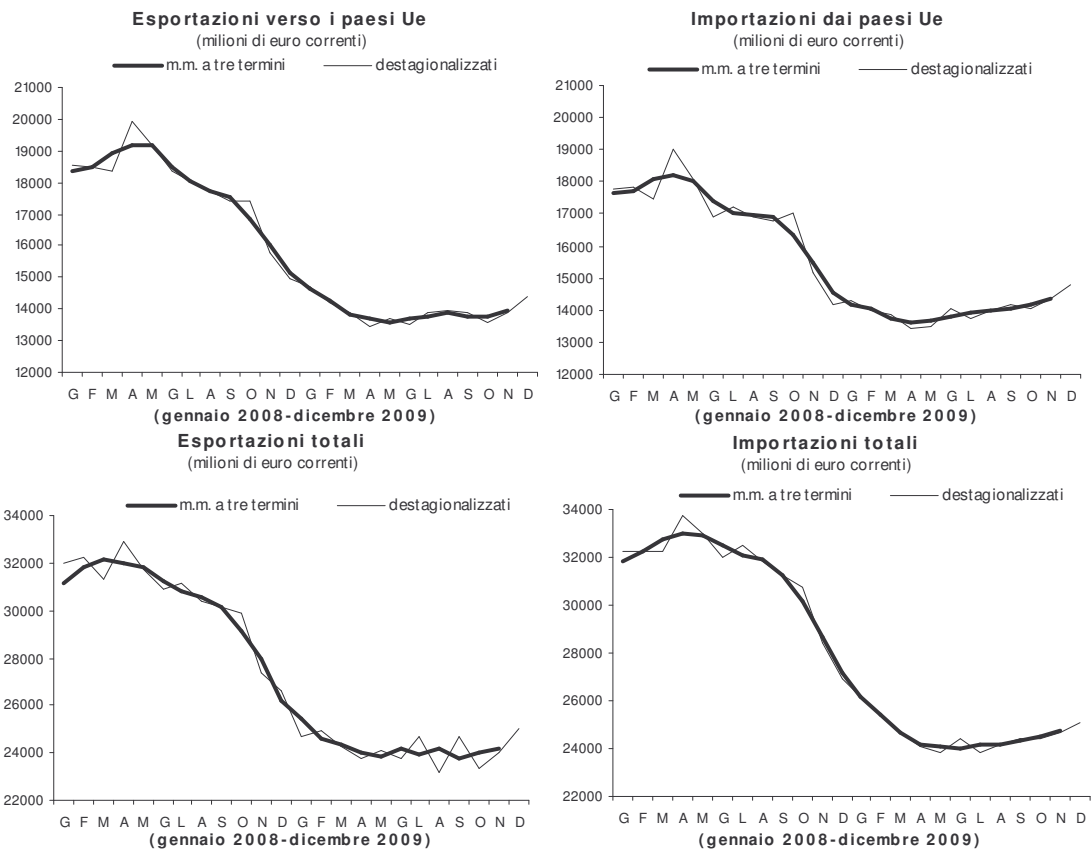 Esportazioni verso i paesi Ue
(milioni di euro correnti)
m.m. a tre termini destagionalizzati
21000
20000
19000
18000
17000
16000
15000
14000
13000
12000
G F M A M G L A S O N D G F M A M G L A S O N D
(gennaio 2008-dicembre 2009)
Importazioni dai paesi Ue
(milioni di euro correnti)
m.m. a tre termini destagionalizzati
21000
20000
19000
18000
17000
16000
15000
14000
13000
12000
G F M A M G L A S O N D G F M A M G L A S O N D
(gennaio 2008-dicembre 2009)
Esportazioni totali
(milioni di euro correnti)
m.m. a tre termini destagionalizzati
34000
32000
30000
28000
26000
24000
22000
G F M A M G L A S O N D G F M A M G L A S O N D
(gennaio 2008-dicembre 2009)
Importazioni totali
(milioni di euro correnti)
m.m. a tre termini destagionalizzati
34000
32000
30000
28000
26000
24000
22000
G F M A M G L A S O N D G F M A M G L A S O N D
(gennaio 2008-dicembre 2009)